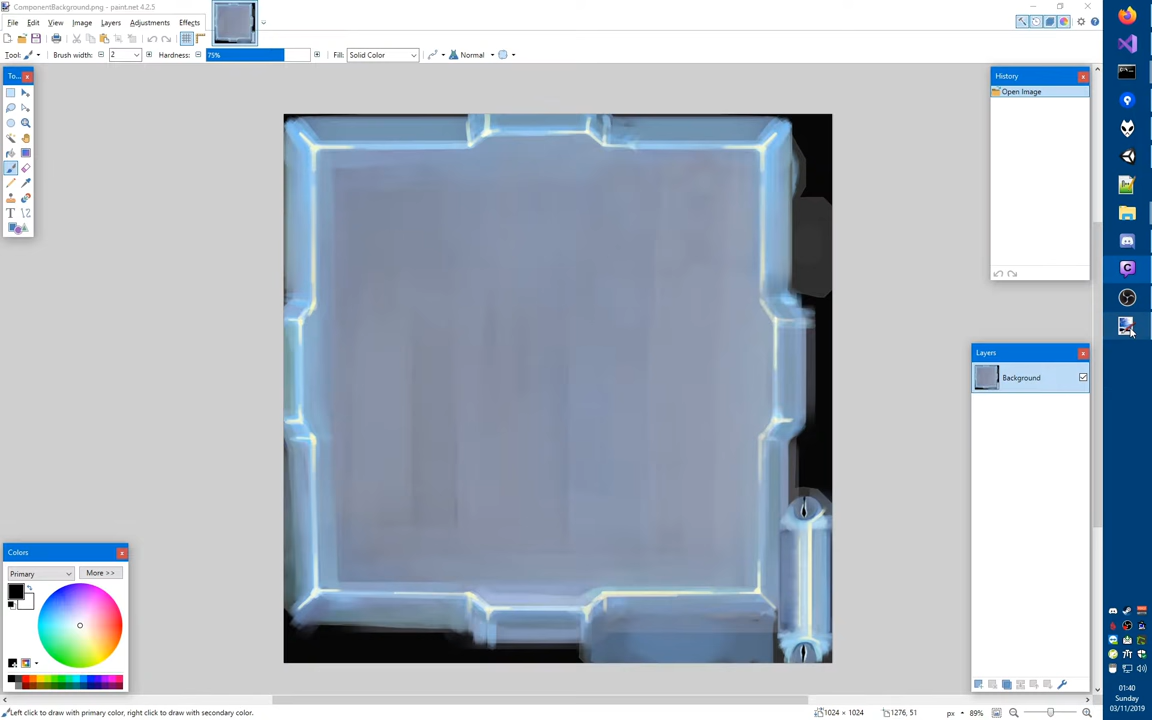 ComponentBackground.png - paint.net 4.2.5
File Edit View Image Layers Adjustments Effects
Tool: Brush width: 2 Hardness: 75% Fill: Solid Color Normal
To...
History
Open Image
Layers
Background
Colors
Primary More >>
01:40
Sunday
03/11/2019
Left click to draw with primary color, right click to draw with secondary color. 1024 × 1024 1276, 51 px 89%